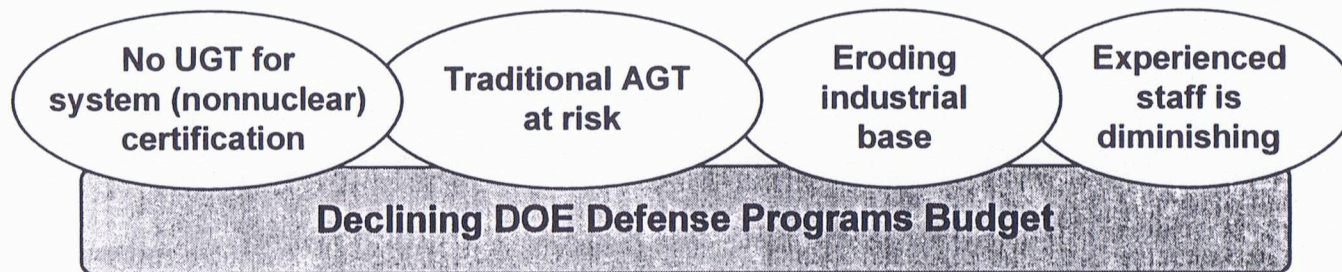 No UGT for
system (nonnuclear)
certification
Traditional AGT
at risk
Eroding
industrial
base
Experienced
staff is
diminishing
Declining DOE Defense Programs Budget